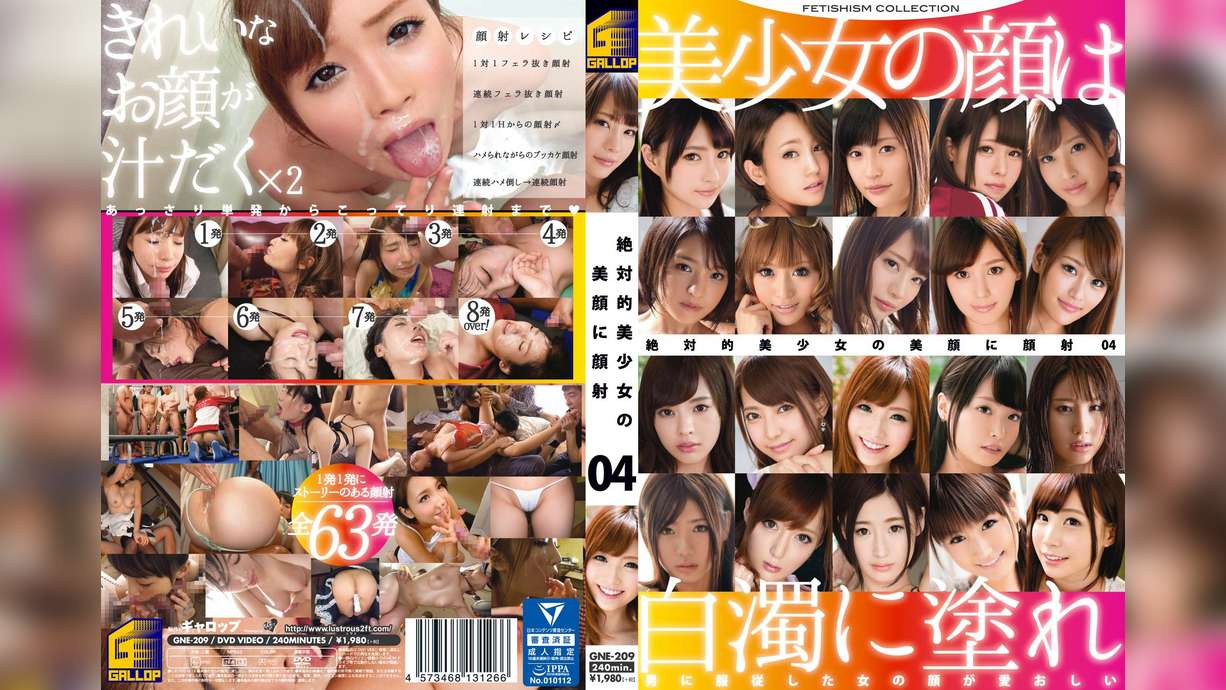 きれいな
お顔が
汁だく×2
あっさり単発からこってり連射まで♥
顔射レシピ
1対1フェラ抜き顔射
連続フェラ抜き顔射
1対1Hからの顔射〆
ハメられながらのブッカケ顔射
連続ハメ倒し→連続顔射
1発
2発
3発
4発
5発
6発
7発
8発
over!
1発1発に
ストーリーのある顔射
全63発
GALLOP
ギャロップ
http://www.lustrous2ft.com/
GNE-209 / DVD VIDEO / 240MINUTES / ¥1,980
4 573468 131266
審査済証
成人指定
IPPA
No.010112
GALLOP
絶対的美少女の
美顔に顔射
04
GNE-209
240min.
¥1,980
FETISHISM COLLECTION
美少女の顔は
絶対的美少女の美顔に顔射 04
白濁に塗れ
男に服従した女の顔が愛おしい